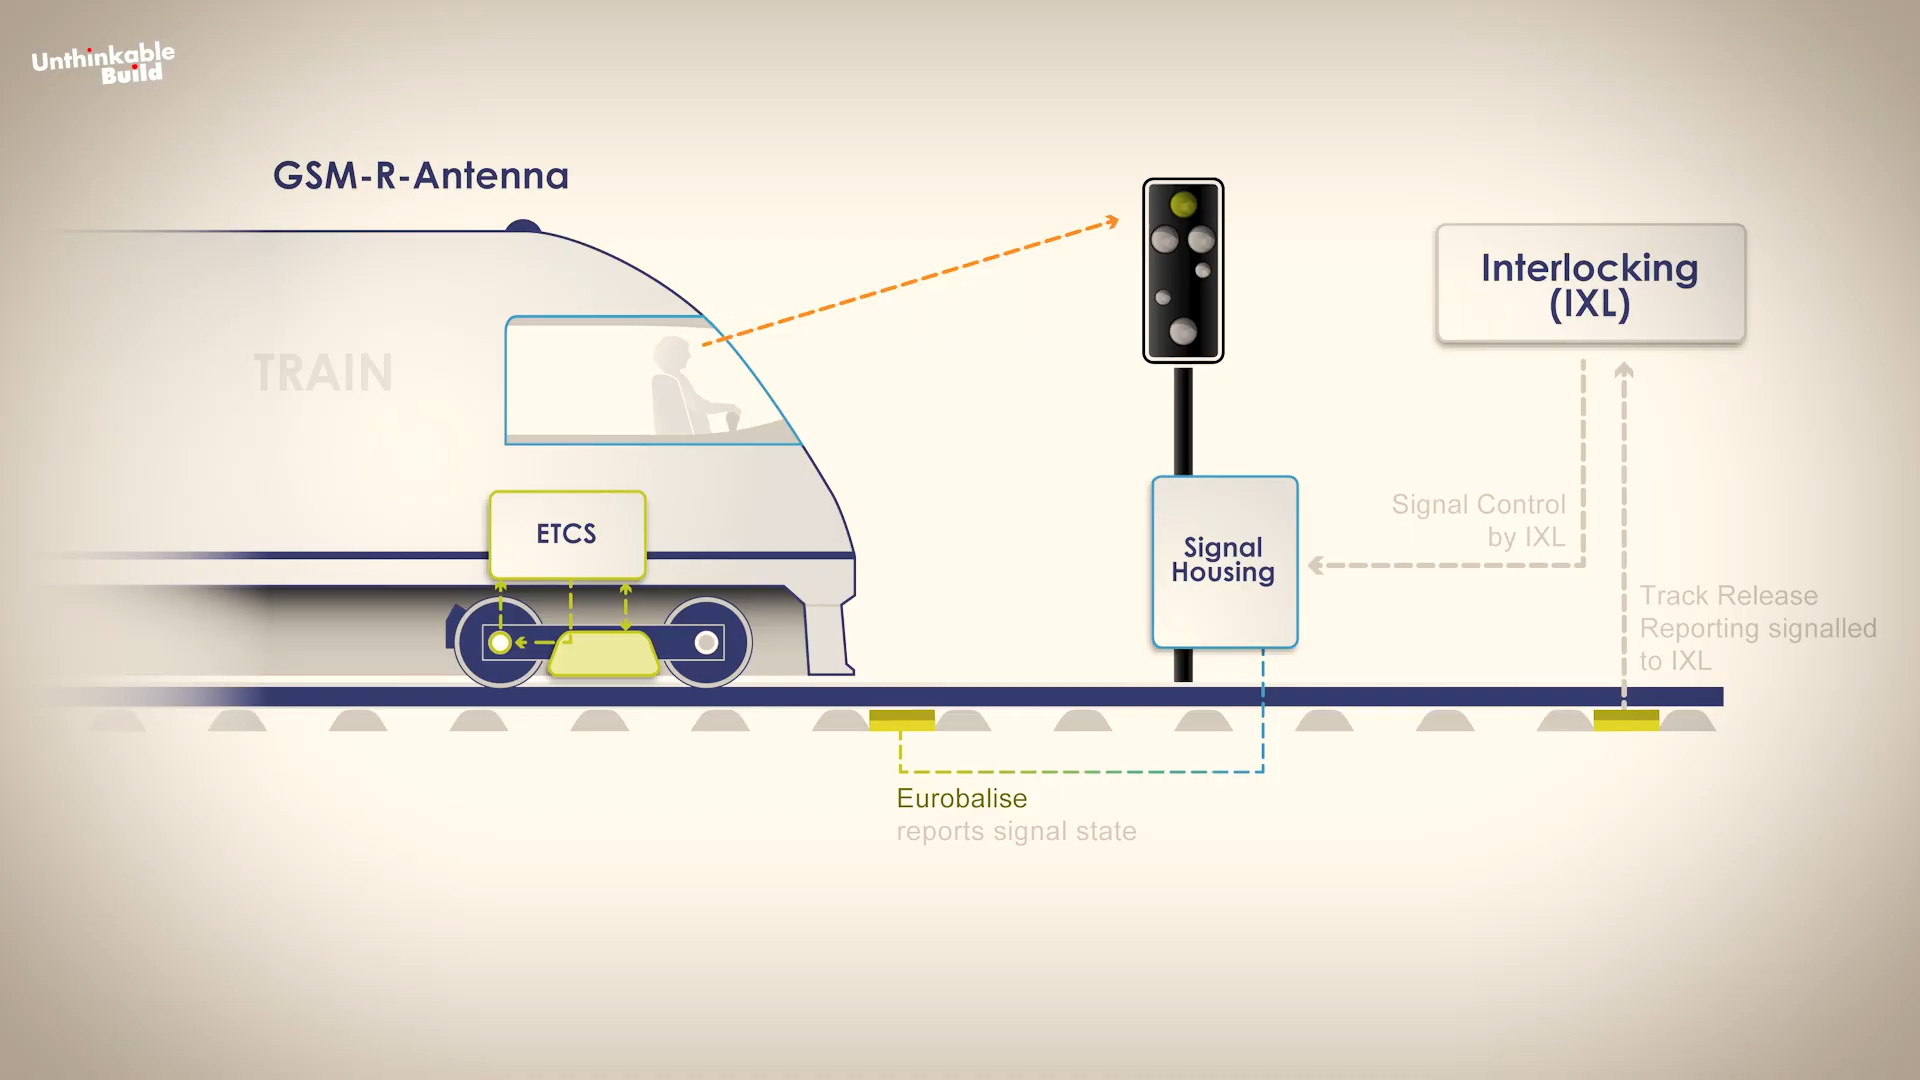 Unthinkable
Build
GSM-R-Antenna
TRAIN
ETCS
Signal
Housing
Interlocking
(IXL)
Signal Control
by IXL
Track Release
Reporting signalled
to IXL
Eurobalise
reports signal state